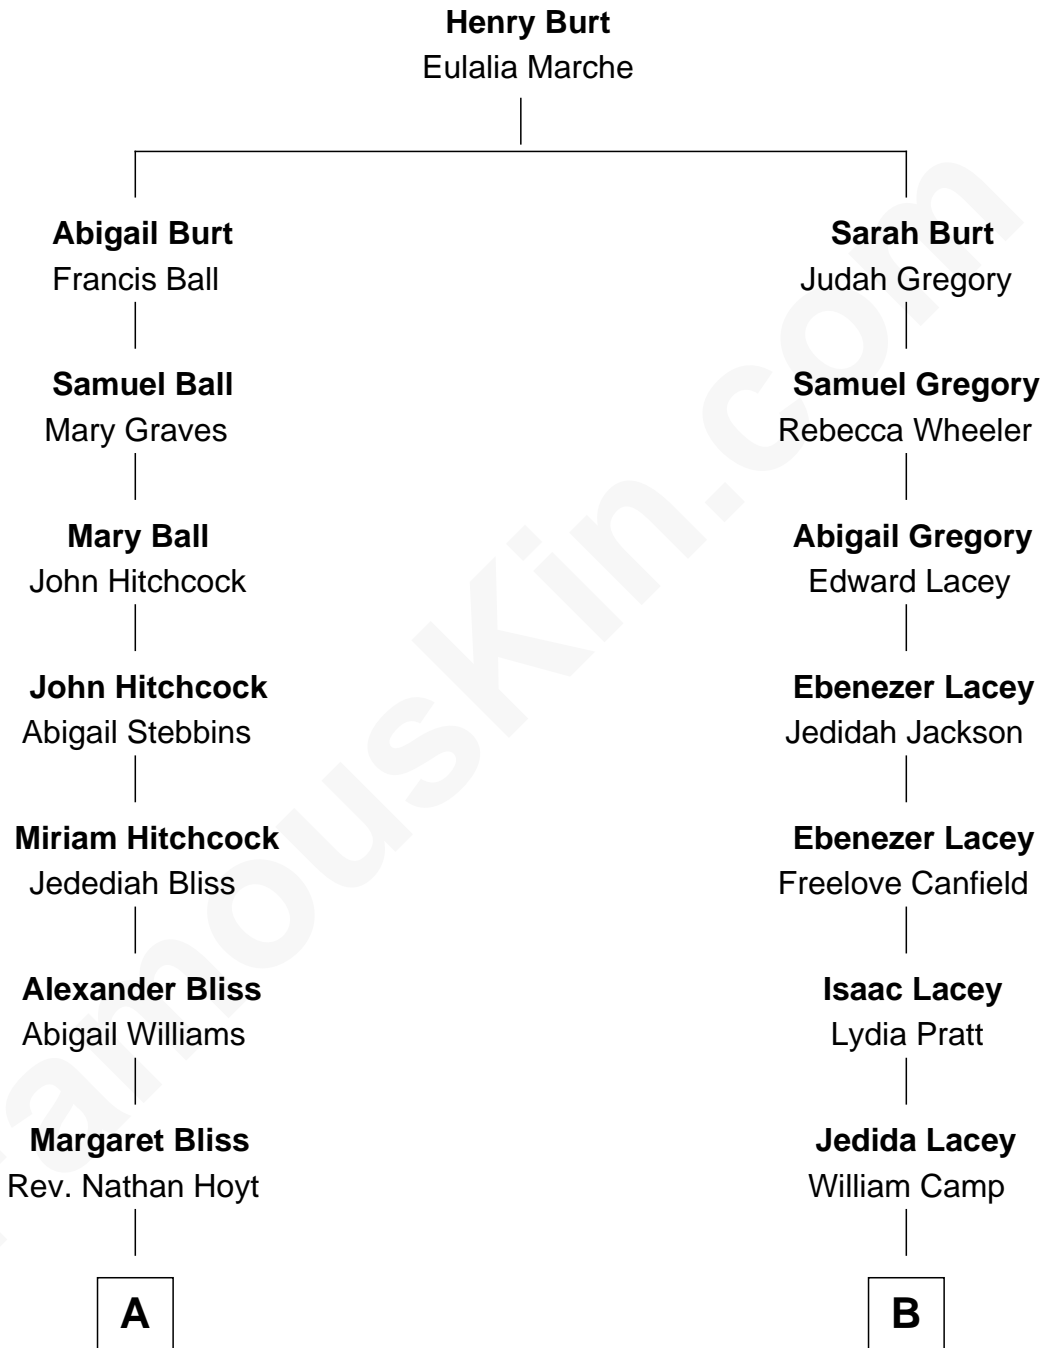 Henry Burt
Eulalia Marche
Abigail Burt
Francis Ball
Sarah Burt
Judah Gregory
Samuel Ball
Mary Graves
Samuel Gregory
Rebecca Wheeler
Mary Ball
John Hitchcock
Abigail Gregory
Edward Lacey
John Hitchcock
Abigail Stebbins
Ebenezer Lacey
Jedidah Jackson
Miriam Hitchcock
Jedediah Bliss
Ebenezer Lacey
Freelove Canfield
Alexander Bliss
Abigail Williams
Isaac Lacey
Lydia Pratt
Margaret Bliss
Rev. Nathan Hoyt
Jedida Lacey
William Camp
A
B
FamousKin.com